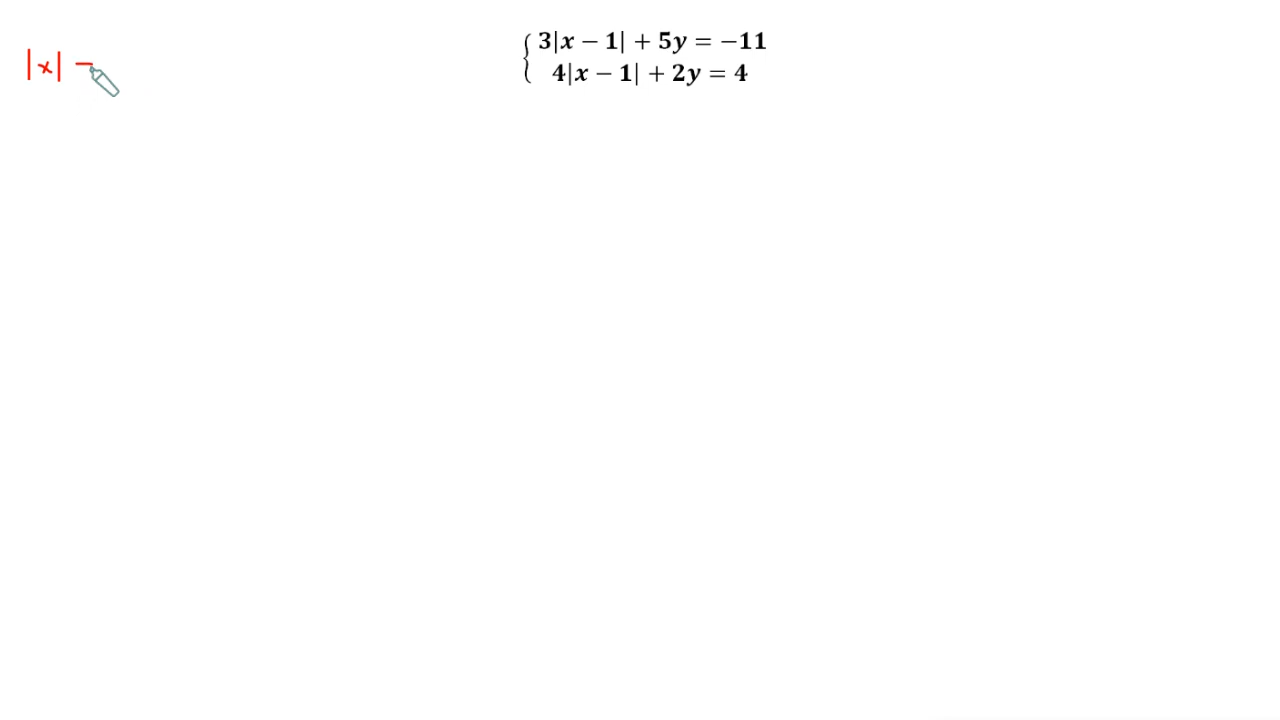 |x| −
3|x − 1| + 5y = −11
4|x − 1| + 2y = 4